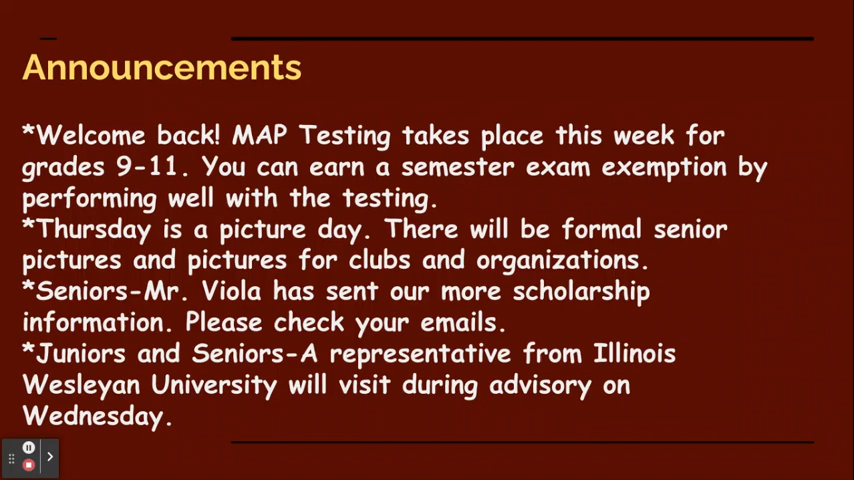 Announcements
*Welcome back! MAP Testing takes place this week for
grades 9-11. You can earn a semester exam exemption by
performing well with the testing.
*Thursday is a picture day. There will be formal senior
pictures and pictures for clubs and organizations.
*Seniors-Mr. Viola has sent our more scholarship
information. Please check your emails.
*Juniors and Seniors-A representative from Illinois
Wesleyan University will visit during advisory on
Wednesday.